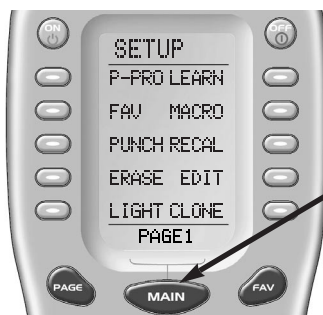 ON OFF
SETUP
P-PRO LEARN
FAV MACRO
PUNCH RECAL
ERASE EDIT
LIGHT CLONE
PAGE1
PAGE MAIN FAV